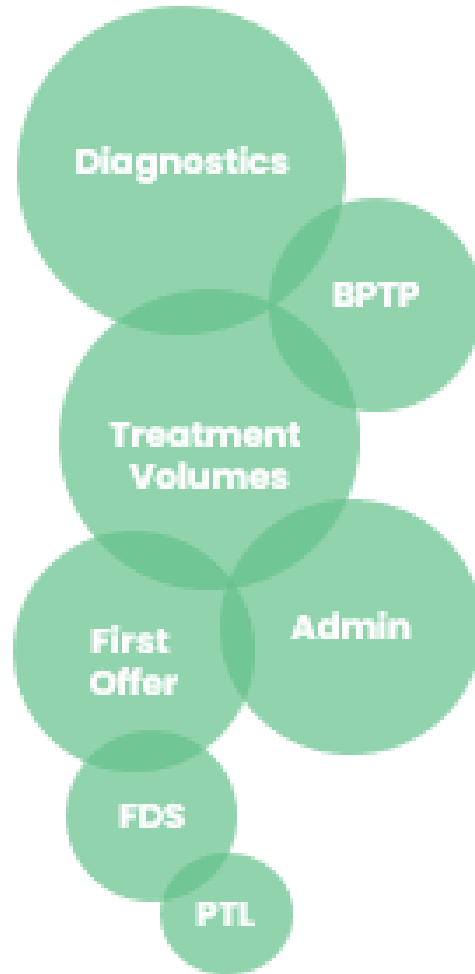 Diagnostics
BPTP
Treatment
Volumes
Admin
First
Offer
FDS
PTL